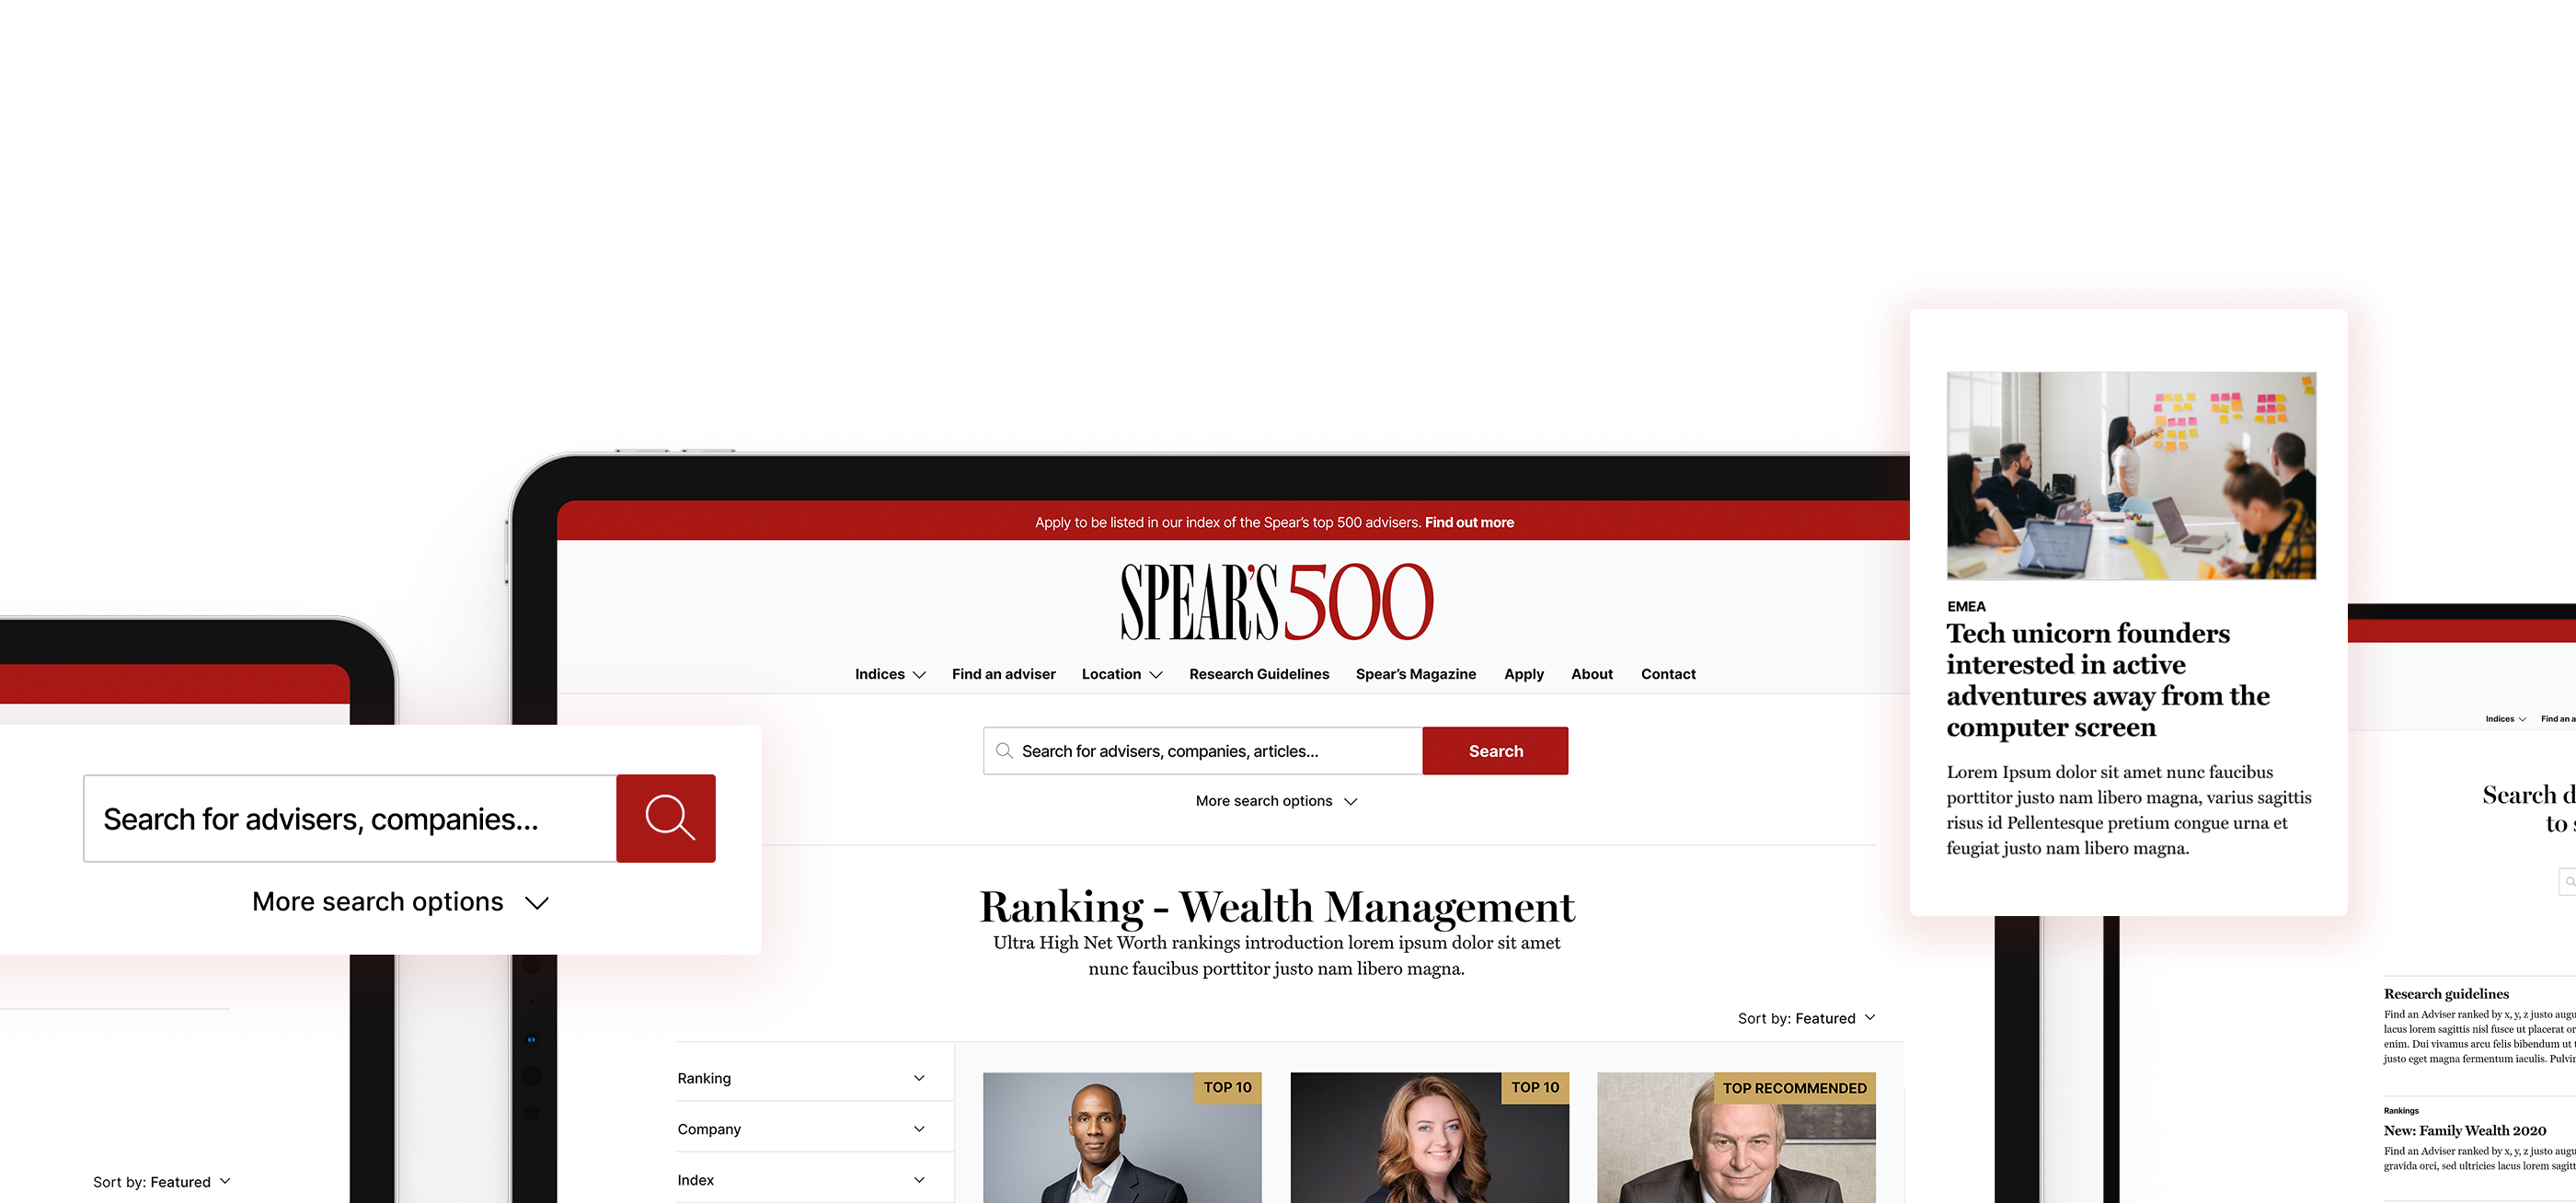 Apply to be listed in our index of the Spear's top 500 advisers. Find out more
SPEAR'S 500
Indices Find an adviser Location Research Guidelines Spear's Magazine Apply About Contact
Search for advisers, companies, articles... Search
More search options
Ranking - Wealth Management
Ultra High Net Worth rankings introduction lorem ipsum dolor sit amet
nunc faucibus porttitor justo nam libero magna.
Sort by: Featured
Ranking
Company
Index
TOP 10
TOP 10
TOP RECOMMENDED
Search for advisers, companies...
More search options
Sort by: Featured
EMEA
Tech unicorn founders
interested in active
adventures away from the
computer screen
Lorem Ipsum dolor sit amet nunc faucibus
porttitor justo nam libero magna, varius sagittis
risus id Pellentesque pretium congue urna et
feugiat justo nam libero magna.
Indices Find an a
Search d
to s
Research guidelines
Find an Adviser ranked by x, y, z justo augu
lacus lorem sagittis nisl fusce ut placerat or
enim. Dui vivamus arcu felis bibendum ut t
justo eget magna fermentum iaculis. Pulvin
Rankings
New: Family Wealth 2020
Find an Adviser ranked by x, y, z justo augu
gravida orci, sed ultricies lacus lorem sagitt